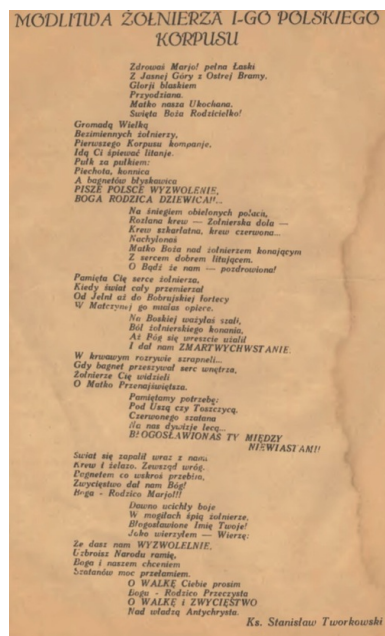 MODLITWA ŻOŁNIERZA I-GO POLSKIEGO
KORPUSU
Zdrowaś Marjo! pełna Łaski
Z Jasnej Góry z Ostrej Bramy,
Glorji blaskiem
Przyodziana.
Matko nasza Ukochana.
Święta Boża Rodzicielko!
Gromadą Wielką
Bezimiennych żołnierzy,
Pierwszego Korpusu kompanje,
Idą Ci śpiewać litanje.
Pułk za pułkiem:
Piechota, konnica
A bagnetów błyskawica
PISZE POLSCE WYZWOLENIE,
BOGA RODZICA DZIEWICA!!...
Na śniegiem obielonych polach,
Rozlana krew — Żołnierska dola —
Krew szkarłatna, krew czerwona...
Nachylonaś
Matko Boża nad żołnierzem konającym
Z sercem dobrem litującem.
O Bądź że nam — pozdrowiona!
Pamięta Cię serce żołnierza,
Kiedy świat cały przemierzał
Od Jelni aż do Bobrujskiej fortecy
W Matczynej go miałaś opiece.
Na Boskiej ważyłaś szali,
Ból żołnierskiego konania,
Aż Bóg się wreszcie użalił
I dał nam ZMARTWYCHWSTANIE.
W krwawym rozrywie szrapneli...
Gdy bagnet przeszywał serc wnętrza,
Żołnierze Cię widzieli
O Matko Przenajświętsza.
Pamiętamy potrzebę:
Pod Uszą czy Toszczycą.
Czerwonego szatana
Na nas dywizje lecą...
BŁOGOSŁAWIONAŚ TY MIĘDZY
NIEWIASTAMI!
Świat się zapalił wraz z nami
Krew i żelazo. Zewsząd wróg.
Bagnetem co wskroś przebija,
Zwycięstwo dał nam Bóg!
Boga - Rodzico Marjo!!!
Dawno ucichły boje
W mogiłach śpią żołnierze,
Błogosławione Imię Twoje!
Jako wierzyłem — Wierzę:
Że dasz nam WYZWOLELNIE,
Uzbroisz Narodu ramię,
Boga i naszem chceniem
Szatanów moc przełamiem.
O WALKĘ Ciebie prosim
Bogu - Rodzico Przeczysta
O WALKĘ i ZWYCIĘSTWO
Nad władzą Antychrysta.
Ks. Stanisław Tworkowski